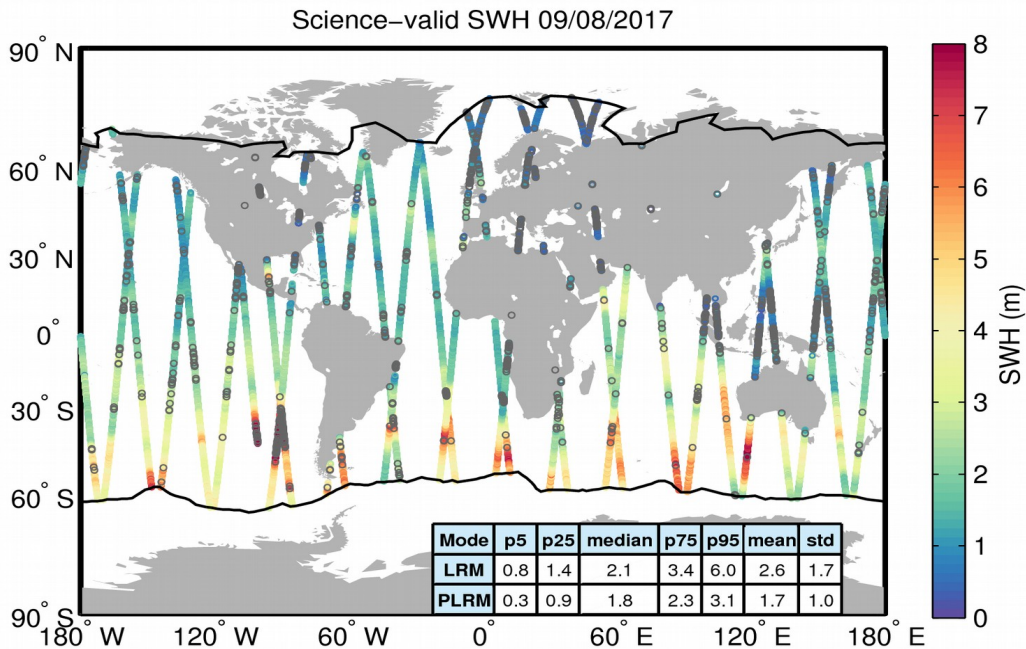 Science-valid SWH 09/08/2017
90° N
60° N
30° N
0°
30° S
60° S
90° S
180° W
120° W
60° W
0°
60° E
120° E
180° E
Mode p5 p25 median p75 p95 mean std
LRM 0.8 1.4 2.1 3.4 6.0 2.6 1.7
PLRM 0.3 0.9 1.8 2.3 3.1 1.7 1.0
8
7
6
5
4
3
2
1
0
SWH (m)